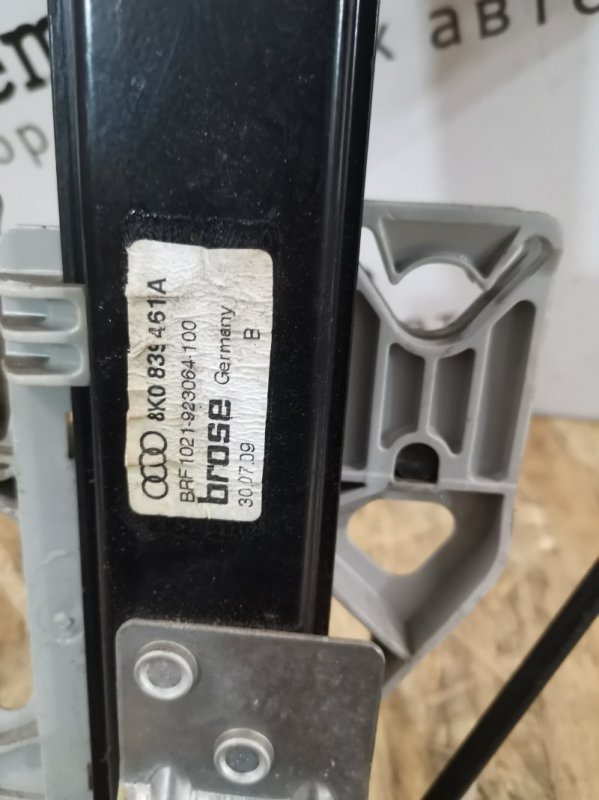 8K0 839 461A
BRF1021-923064-100
brose Germany
30.07.09 B